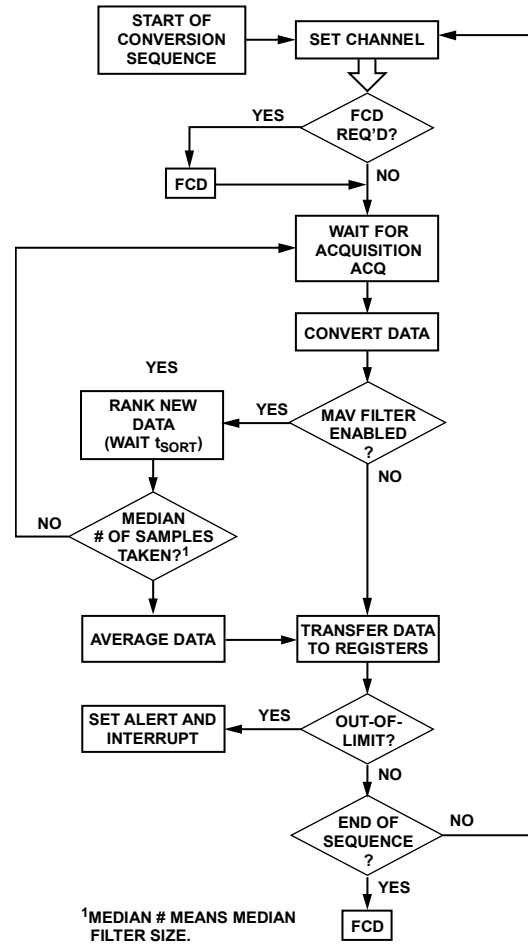 START OF
CONVERSION
SEQUENCE
SET CHANNEL
FCD
REQ'D?
YES
NO
FCD
WAIT FOR
ACQUISITION
ACQ
CONVERT DATA
YES
MAV FILTER
ENABLED
?
YES
NO
RANK NEW
DATA
(WAIT tSORT)
MEDIAN
# OF SAMPLES
TAKEN?1
NO
AVERAGE DATA
TRANSFER DATA
TO REGISTERS
OUT-OF-
LIMIT?
YES
NO
SET ALERT AND
INTERRUPT
END OF
SEQUENCE
?
NO
YES
FCD
1MEDIAN # MEANS MEDIAN
FILTER SIZE.